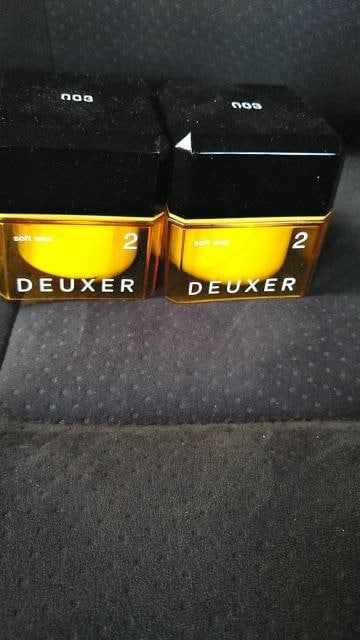 003
003
soft wax 2
DEUXER
soft wax 2
DEUXER